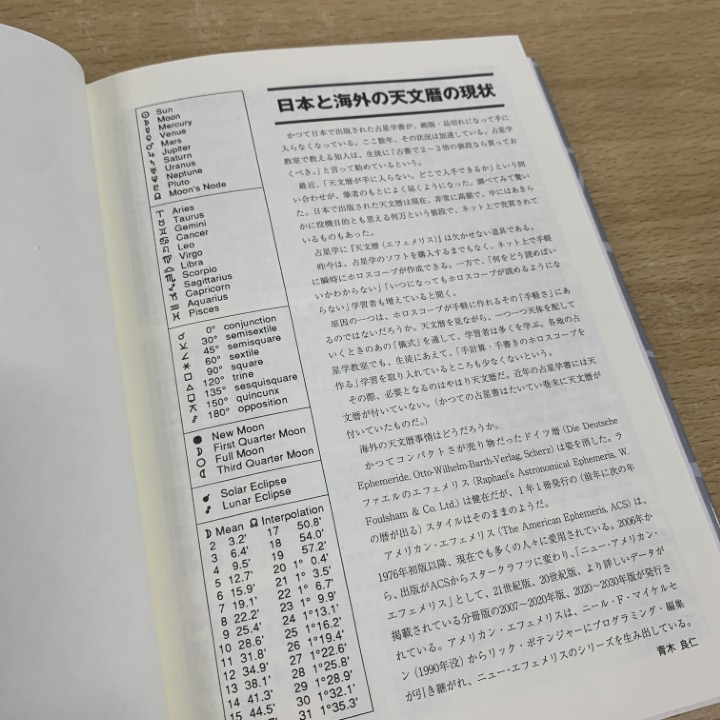 ☉ Sun
☽ Moon
☿ Mercury
♀ Venus
♂ Mars
♃ Jupiter
♄ Saturn
♅ Uranus
♆ Neptune
♇ Pluto
☊ Moon's Node
♈ Aries
♉ Taurus
♊ Gemini
♋ Cancer
♌ Leo
♍ Virgo
♎ Libra
♏ Scorpio
♐ Sagittarius
♑ Capricorn
♒ Aquarius
♓ Pisces
☌ 0° conjunction
⚺ 30° semisextile
∠ 45° semisquare
⚹ 60° sextile
□ 90° square
△ 120° trine
⚼ 135° sesquisquare
⚻ 150° quincunx
☍ 180° opposition
● New Moon
☽ First Quarter Moon
○ Full Moon
☾ Third Quarter Moon
Solar Eclipse
Lunar Eclipse
☽ Mean ☊ Interpolation
2 3.2' 17 50.8'
3 6.4' 18 54.0'
4 9.5' 19 57.2'
5 12.7' 20 1° 0.4'
6 15.9' 21 1° 3.5'
7 19.1' 22 1° 6.7'
8 22.2' 23 1° 9.9'
9 25.4' 24 1°13.1'
10 28.6' 25 1°16.2'
11 31.8' 26 1°19.4'
12 34.9' 27 1°22.6'
13 38.1' 28 1°25.8'
14 41.3' 29 1°28.9'
15 44.5' 30 1°32.1'
31 1°35.3'
日本と海外の天文暦の現状
かつて日本で出版された占星学書が、絶版・品切れになって手に
入らなくなっている。ここ数年、その状況は加速している。占星学
教室で教える知人は、生徒に「古書で2～3倍の値段なら買ってお
くべき。」と言って勧めているという。
最近、「天文暦が手に入らない。どこで入手できるか」という問
い合わせが、筆者のもとによく届くようになった。調べてみて驚い
た。日本で出版された天文暦は現在、非常に高額で、中にはあきら
かに投機目的とも思える何万という値段で、ネット上で売買されて
いるものもあった。
占星学に『天文暦（エフェメリス）』は欠かせない道具である。
昨今は、占星学のソフトを購入するまでもなく、ネット上で手軽
に瞬時にホロスコープが作成できる。一方で、「何をどう読めばい
いかわからない」「いつになってもホロスコープが読めるようにな
らない」学習者も増えていると聞く。
原因の一つは、ホロスコープが手軽に作れるその「手軽さ」にあ
るのではないだろうか。天文暦を見ながら、一つ一つ天体を配して
いくときのあの「儀式」を通して、学習者は多くを学ぶ。各地の占
星学教室でも、生徒にあえて、「手計算・手書きのホロスコープを
作る」学習を取り入れているところも少なくないという。
その際、必要となるのはやはり天文暦だ。近年の占星学書には天
文暦が付いていない。（かつての占星書はたいてい巻末に天文暦が
付いていたものだ。）
海外の天文暦事情はどうだろうか。
かつてコンパクトさが売り物だったドイツ暦（Die Deutsche
Ephemeride, Otto-Wilhelm-Barth-Verlag, Scherz）は姿を消した。ラ
ファエルのエフェメリス（Raphael's Astronomical Ephemeris, W.
Foulsham & Co. Ltd.）は健在だが、1年1冊発行の（前年に次の年
の暦が出る）スタイルはそのままのようだ。
アメリカン・エフェメリス（The American Ephemeris, ACS）は、
1976年初版以降、現在でも多くの人々に愛用されている。2006年か
ら、出版がACSからスタークラフツに変わり、「ニュー・アメリカン・
エフェメリス」として、21世紀版、20世紀版、より詳しいデータが
掲載されている分冊版の2007～2020年版、2020～2030年版が発行さ
れている。アメリカン・エフェメリスは、ニール・F・マイケルセ
ン（1990年没）からリック・ポテンジャーにプログラミング・編集
が引き継がれ、ニュー・エフェメリスのシリーズを生み出している。
青木 良仁